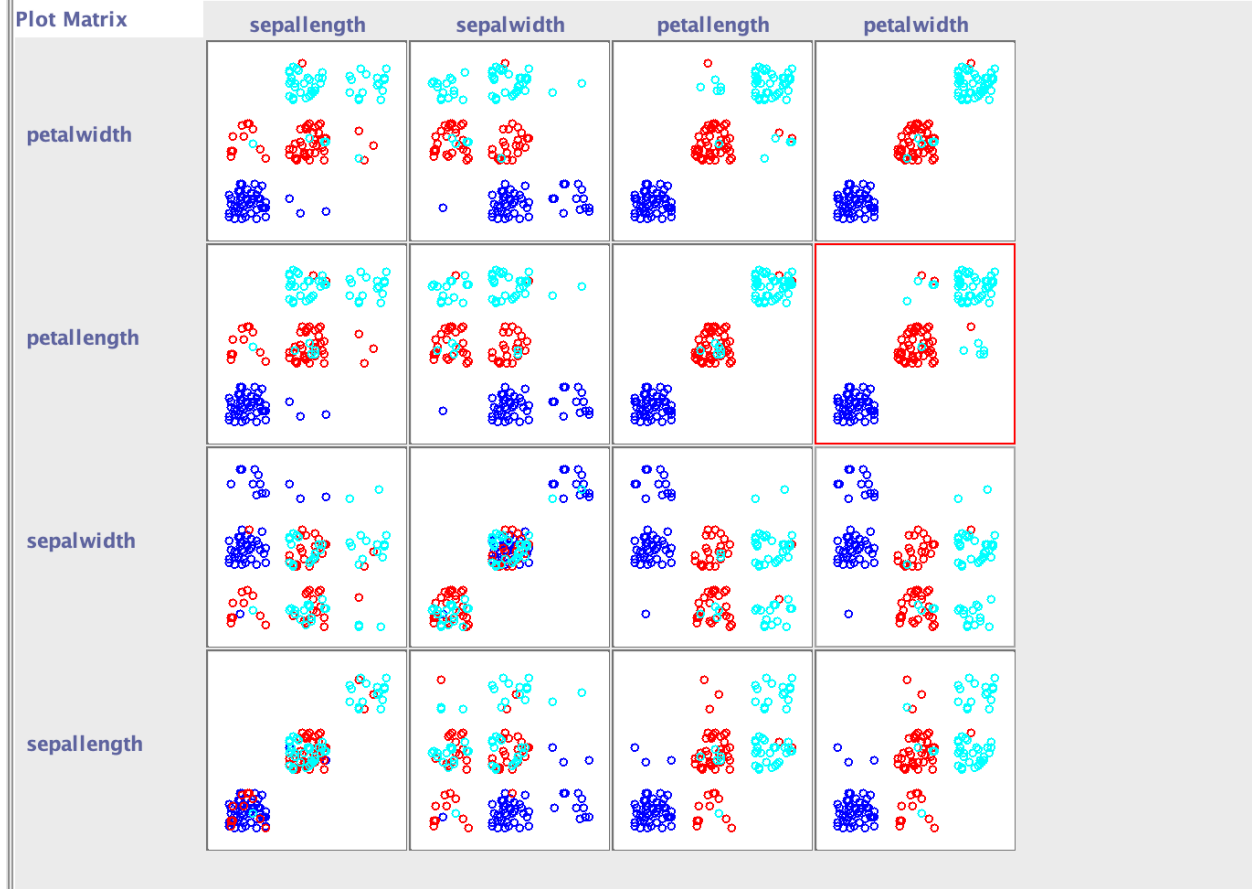 Plot Matrix
sepallength sepalwidth petallength petalwidth
petalwidth
petallength
sepalwidth
sepallength